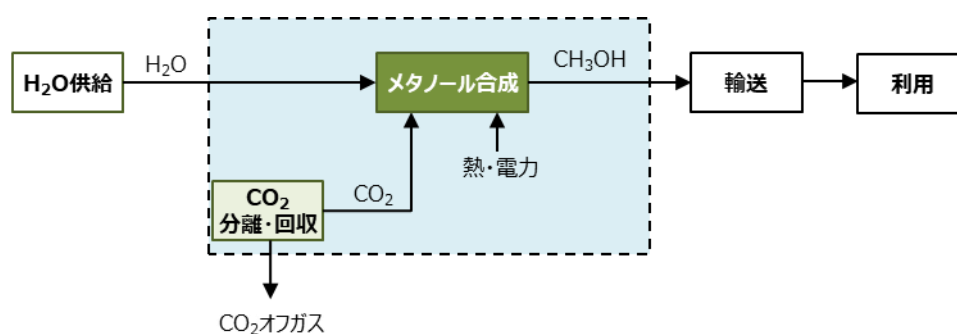 H₂O供給
H₂O
メタノール合成
CH₃OH
輸送
利用
熱・電力
CO₂
分離・回収
CO₂
CO₂オフガス